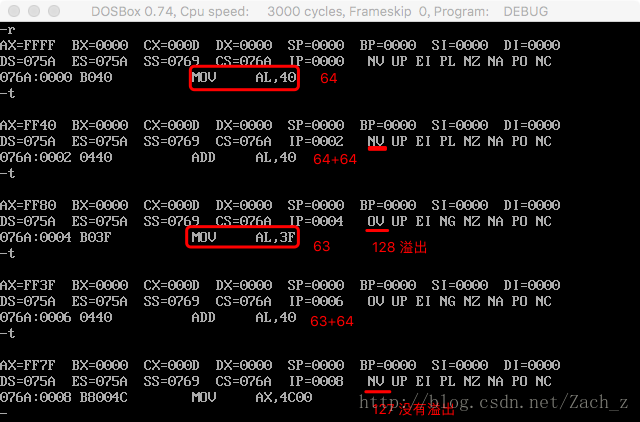 DOSBox 0.74, Cpu speed: 3000 cycles, Frameskip 0, Program: DEBUG
-r
AX=FFFF BX=0000 CX=000D DX=0000 SP=0000 BP=0000 SI=0000 DI=0000
DS=075A ES=075A SS=0769 CS=076A IP=0000 NV UP EI PL NZ NA PO NC
076A:0000 B040 MOV AL,40 64
-t
AX=FF40 BX=0000 CX=000D DX=0000 SP=0000 BP=0000 SI=0000 DI=0000
DS=075A ES=075A SS=0769 CS=076A IP=0002 NV UP EI PL NZ NA PO NC
076A:0002 0440 ADD AL,40 64+64
-t
AX=FF80 BX=0000 CX=000D DX=0000 SP=0000 BP=0000 SI=0000 DI=0000
DS=075A ES=075A SS=0769 CS=076A IP=0004 OV UP EI NG NZ NA PO NC
076A:0004 B03F MOV AL,3F 63 128 溢出
-t
AX=FF3F BX=0000 CX=000D DX=0000 SP=0000 BP=0000 SI=0000 DI=0000
DS=075A ES=075A SS=0769 CS=076A IP=0006 OV UP EI NG NZ NA PO NC
076A:0006 0440 ADD AL,40 63+64
-t
AX=FF7F BX=0000 CX=000D DX=0000 SP=0000 BP=0000 SI=0000 DI=0000
DS=075A ES=075A SS=0769 CS=076A IP=0008 NV UP EI PL NZ NA PO NC
076A:0008 B8004C MOV AX,4C00 http://blog.csdn.net/Zach_z
- 127 没有溢出